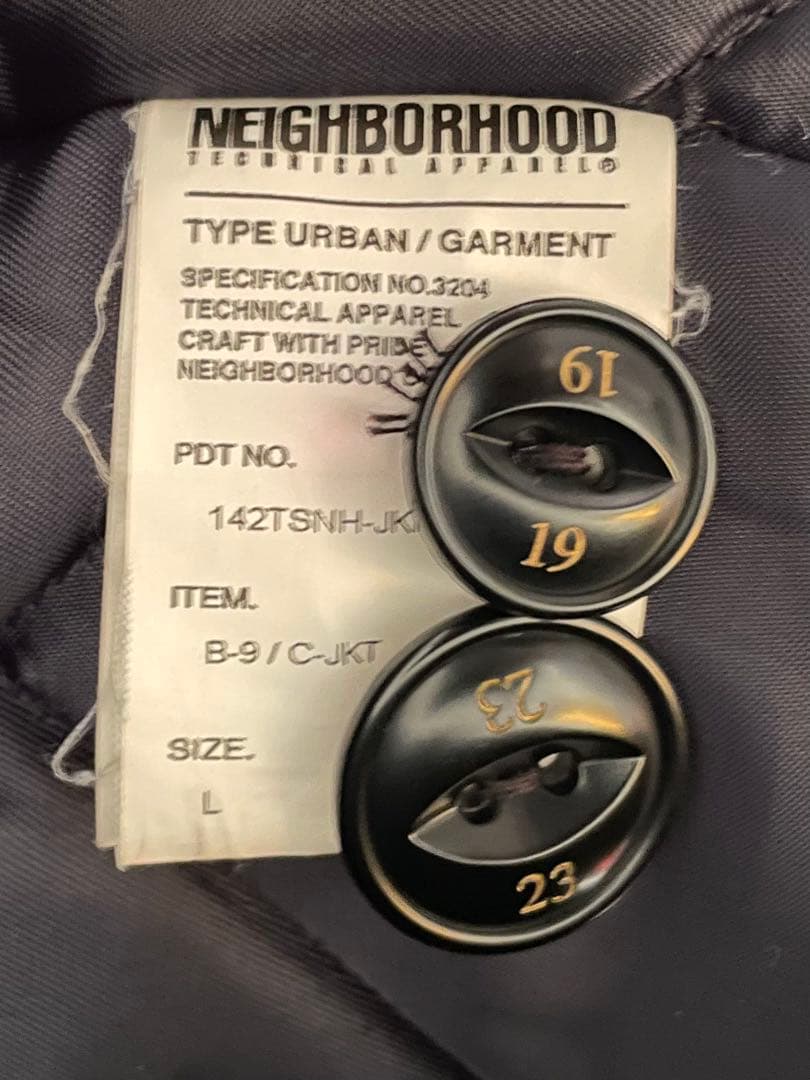 NEIGHBORHOOD
TECHNICAL APPAREL®
TYPE URBAN / GARMENT
SPECIFICATION NO.3204
TECHNICAL APPAREL
CRAFT WITH PRIDE
NEIGHBORHOOD
PDT NO.
142TSNH-JK
ITEM.
B-9 / C-JKT
SIZE.
L
19
19
23
23